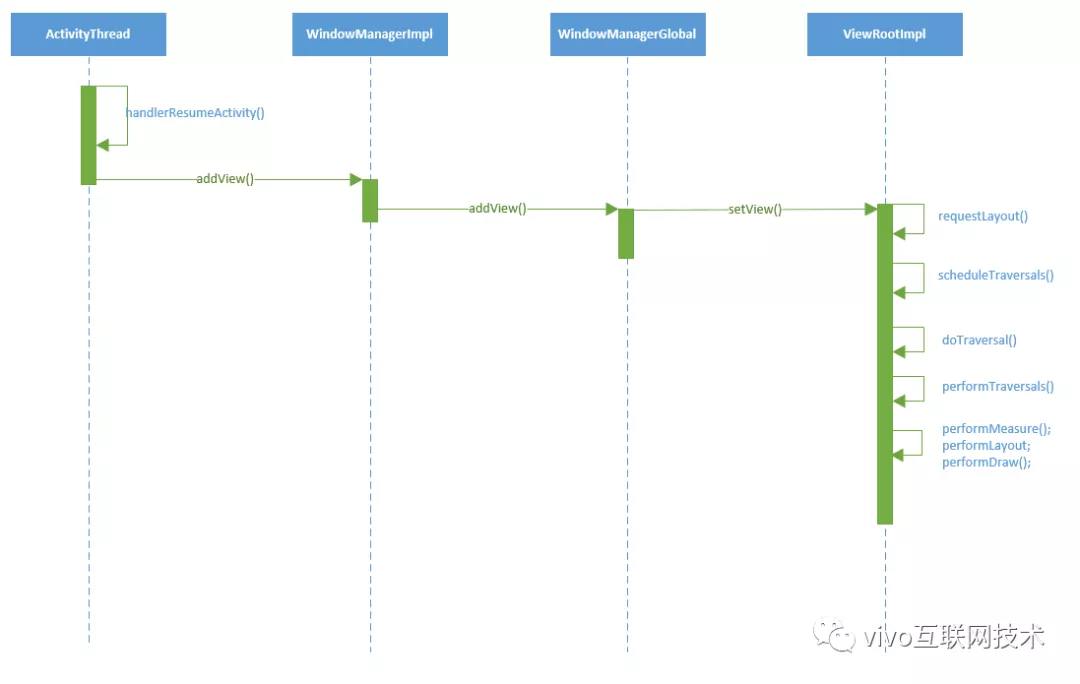 ActivityThread
WindowManagerImpl
WindowManagerGlobal
ViewRootImpl
handlerResumeActivity()
addView()
addView()
setView()
requestLayout()
scheduleTraversals()
doTraversal()
performTraversals()
performMeasure();
performLayout;
performDraw();
vivo互联网技术